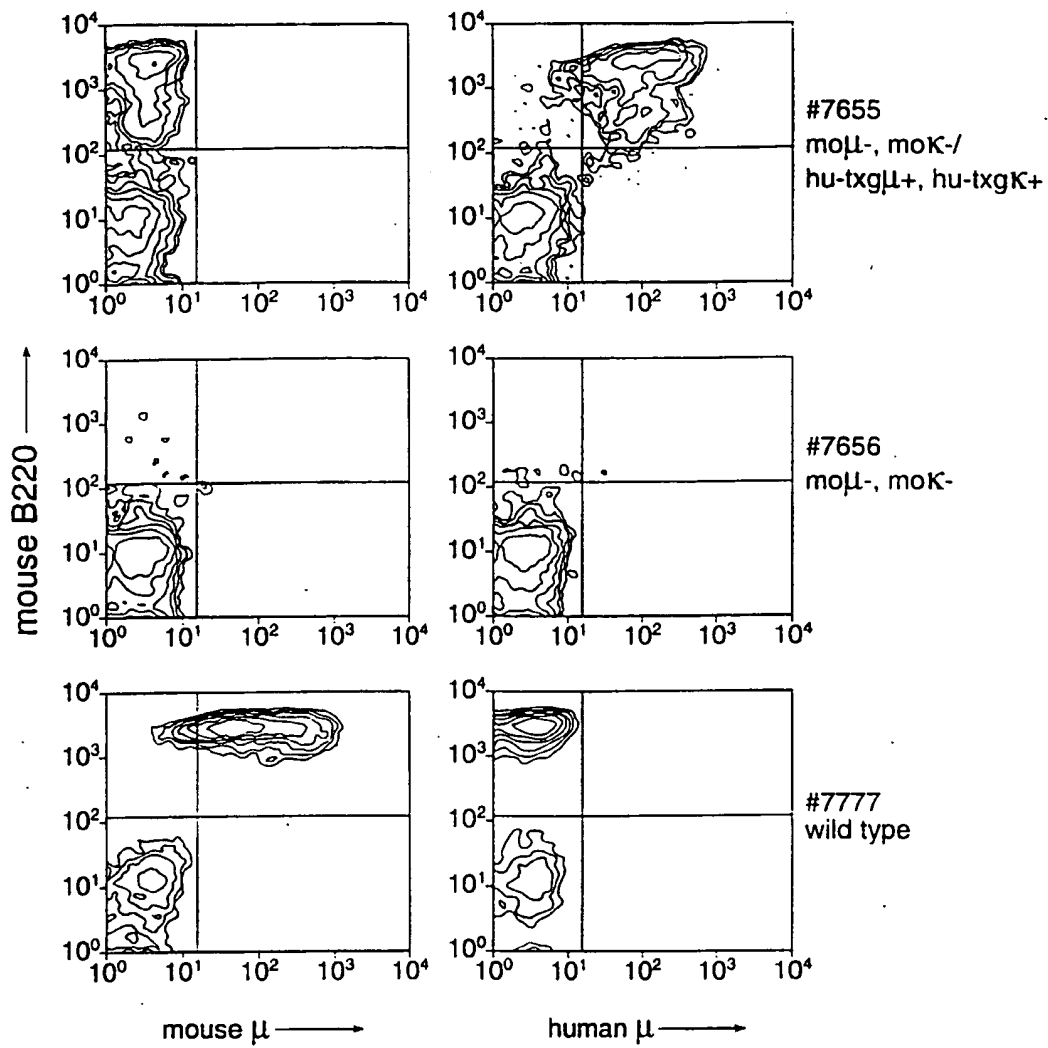 10⁴ 10³ 10² 10¹ 10⁰
10⁰ 10¹ 10² 10³ 10⁴
10⁴ 10³ 10² 10¹ 10⁰
10⁰ 10¹ 10² 10³ 10⁴
#7655
moμ-, moκ-/
hu-txgμ+, hu-txgκ+
10⁴ 10³ 10² 10¹ 10⁰
10⁰ 10¹ 10² 10³ 10⁴
10⁴ 10³ 10² 10¹ 10⁰
10⁰ 10¹ 10² 10³ 10⁴
#7656
moμ-, moκ-
10⁴ 10³ 10² 10¹ 10⁰
10⁰ 10¹ 10² 10³ 10⁴
10⁴ 10³ 10² 10¹ 10⁰
10⁰ 10¹ 10² 10³ 10⁴
#7777
wild type
mouse B220
mouse μ
human μ